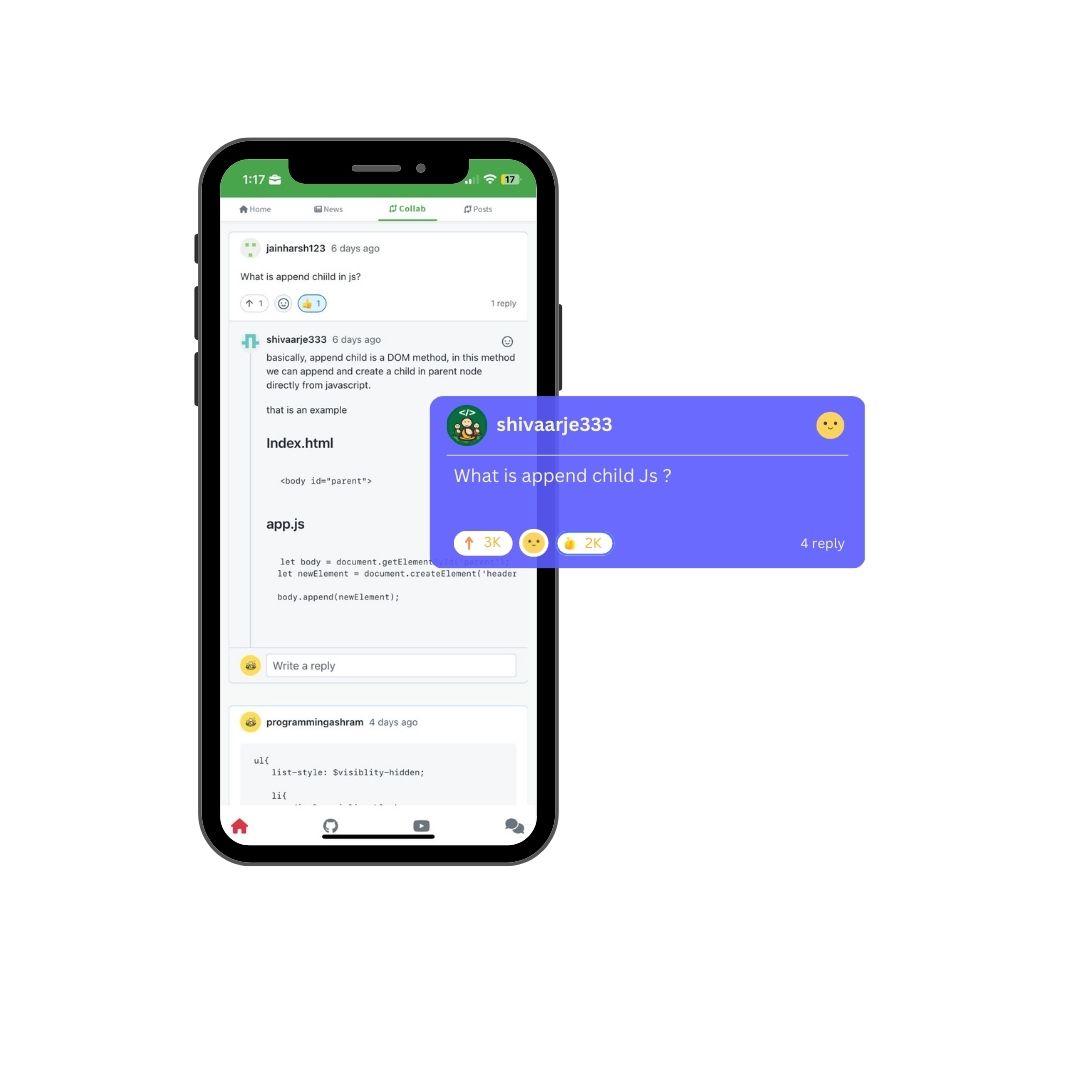 1:17
17
Home
News
Collab
Posts
jainharsh123 6 days ago
What is append chiild in js?
1
1
1 reply
shivaarje333 6 days ago
basically, append child is a DOM method, in this method
we can append and create a child in parent node
directly from javascript.
that is an example
Index.html
<body id="parent">
app.js
let body = document.getElementById('parent');
let newElement = document.createElement('header
body.append(newElement);
Write a reply
programmingashram 4 days ago
ul{
list-style: $visiblity-hidden;
li{
</>
shivaarje333
What is append child Js ?
3K
2K
4 reply